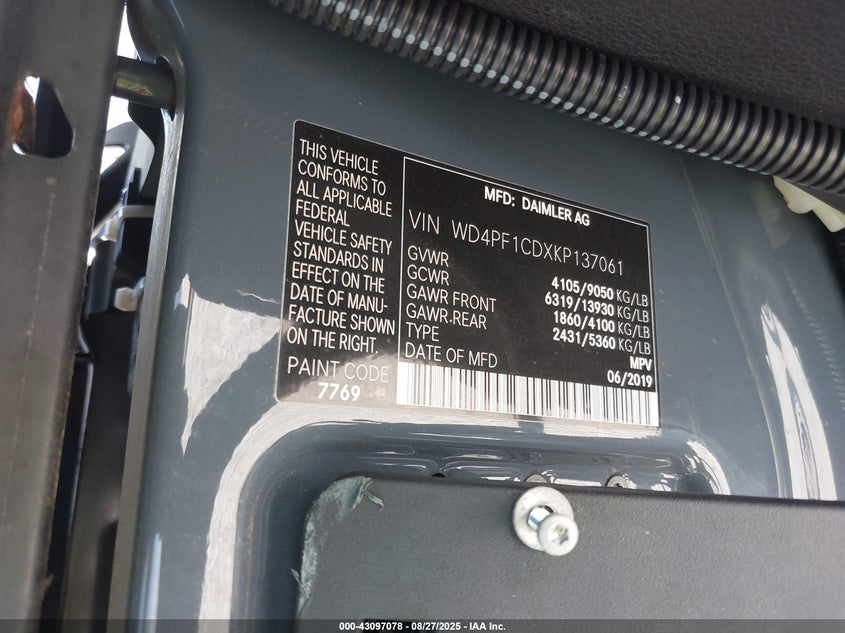 THIS VEHICLE
CONFORMS TO
ALL APPLICABLE
FEDERAL
VEHICLE SAFETY
STANDARDS IN
EFFECT ON THE
DATE OF MANU-
FACTURE SHOWN
ON THE RIGHT.
PAINT CODE
7769
MFD: DAIMLER AG
VIN WD4PF1CDXKP137061
GVWR 4105/9050 KG/LB
GCWR 6319/13930 KG/LB
GAWR FRONT 1860/4100 KG/LB
GAWR.REAR 2431/5360 KG/LB
TYPE MPV
DATE OF MFD 06/2019
000-43097078 - 08/27/2025 - IAA Inc.